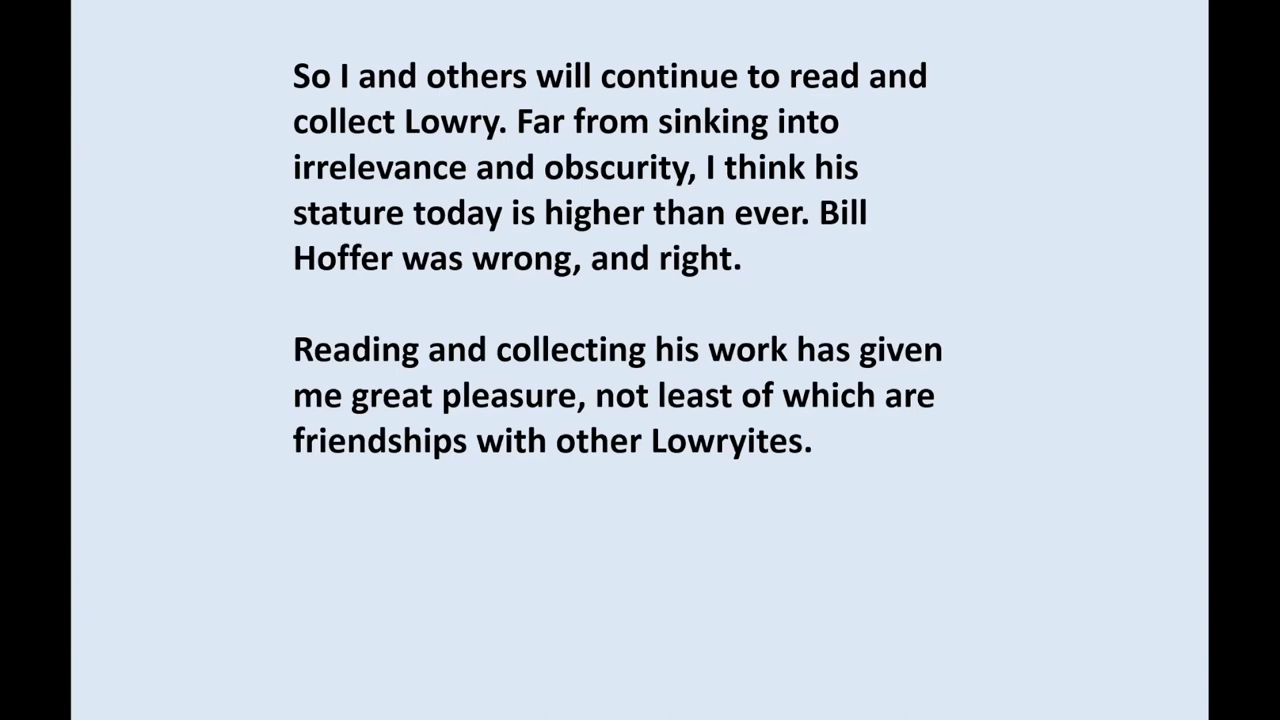 So I and others will continue to read and
collect Lowry. Far from sinking into
irrelevance and obscurity, I think his
stature today is higher than ever. Bill
Hoffer was wrong, and right.
Reading and collecting his work has given
me great pleasure, not least of which are
friendships with other Lowryites.